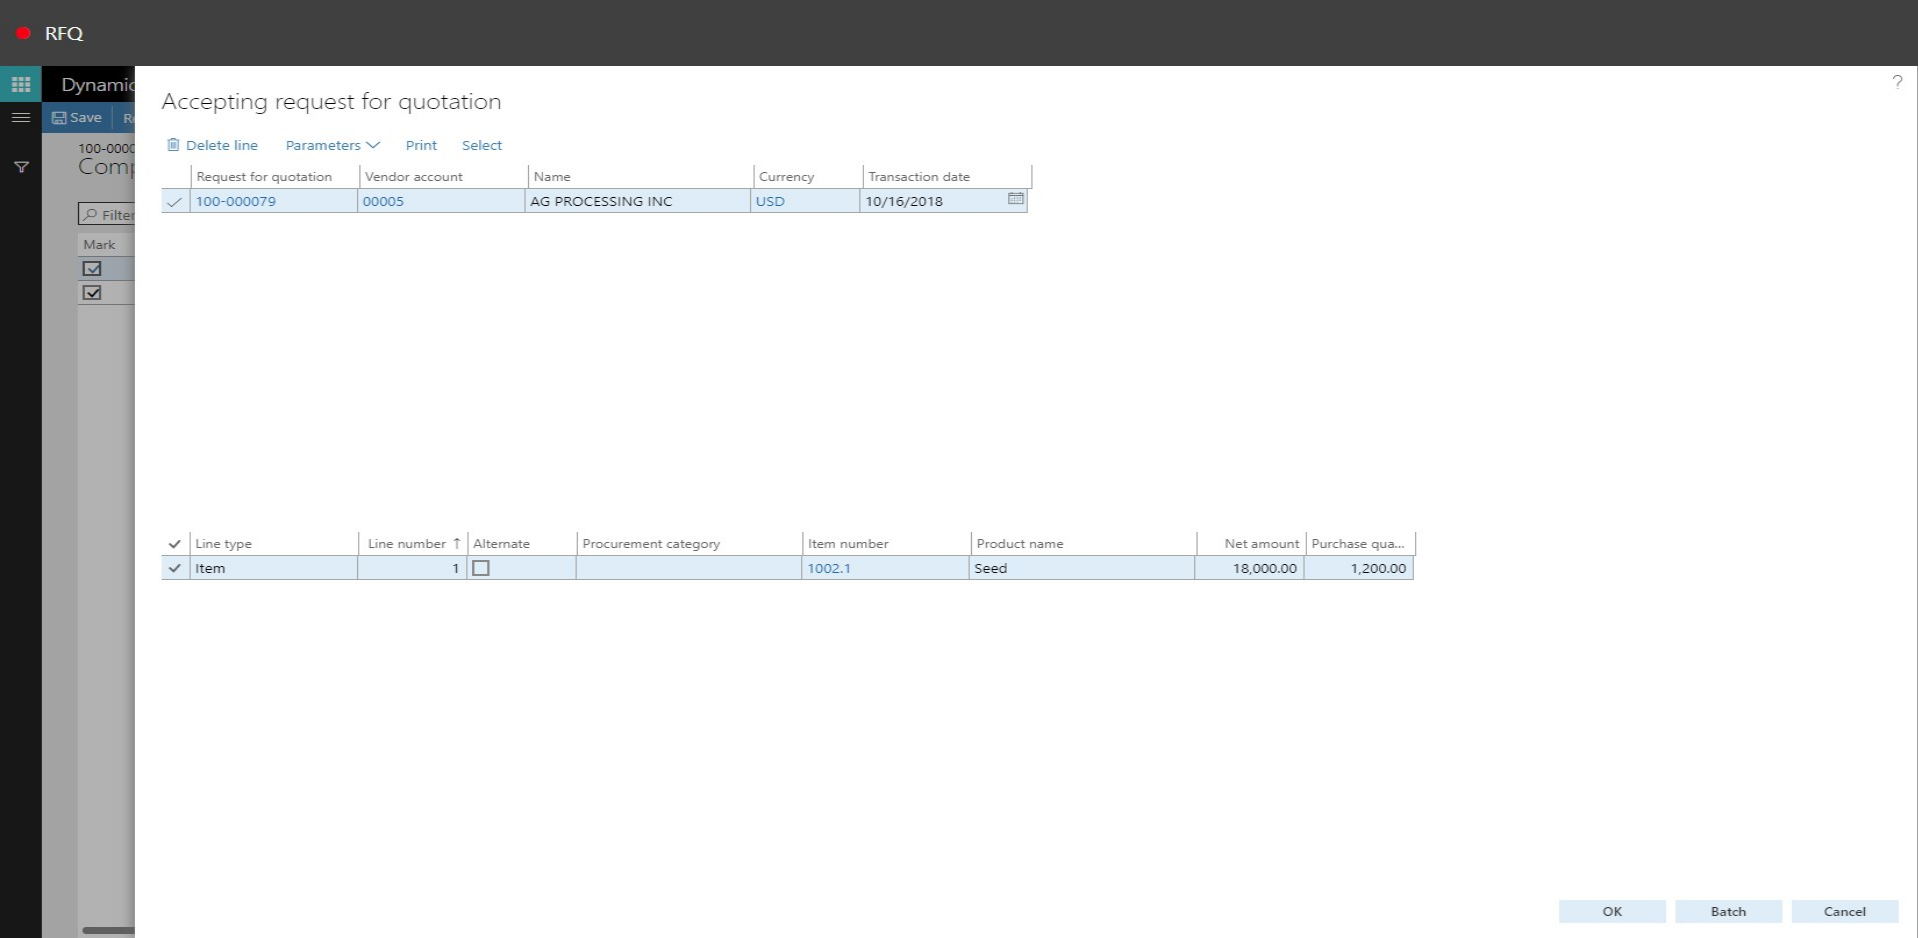 RFQ
Dynamic
Save
100-0000
Comp
Filter
Mark
?
Accepting request for quotation
Delete line Parameters Print Select
Request for quotation Vendor account Name Currency Transaction date
100-000079 00005 AG PROCESSING INC USD 10/16/2018
Line type Line number ↑ Alternate Procurement category Item number Product name Net amount Purchase qua...
Item 1 1002.1 Seed 18,000.00 1,200.00
OK Batch Cancel